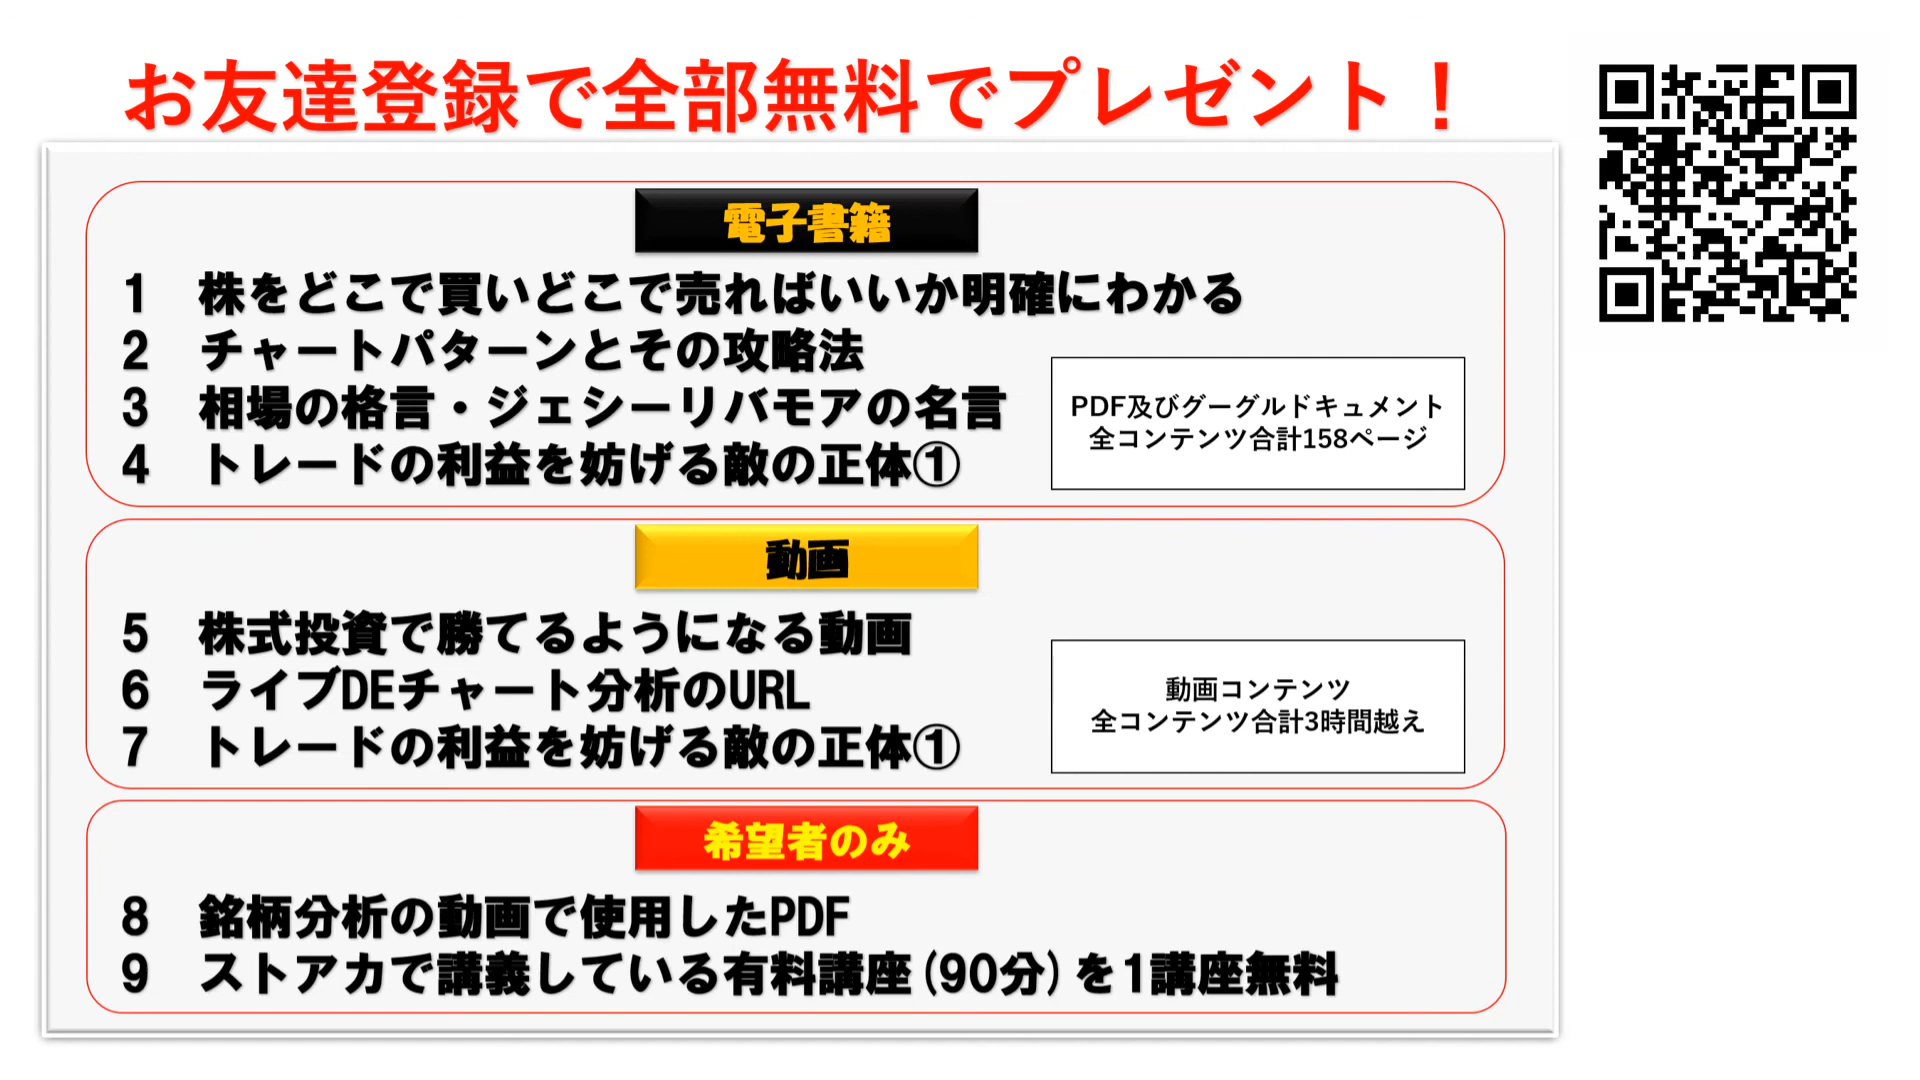 お友達登録で全部無料でプレゼント！
電子書籍
1 株をどこで買いどこで売ればいいか明確にわかる
2 チャートパターンとその攻略法
3 相場の格言・ジェシーリバモアの名言
4 トレードの利益を妨げる敵の正体①
PDF及びグーグルドキュメント
全コンテンツ合計158ページ
動画
5 株式投資で勝てるようになる動画
6 ライブDEチャート分析のURL
7 トレードの利益を妨げる敵の正体①
動画コンテンツ
全コンテンツ合計3時間越え
希望者のみ
8 銘柄分析の動画で使用したPDF
9 ストアカで講義している有料講座(90分)を1講座無料